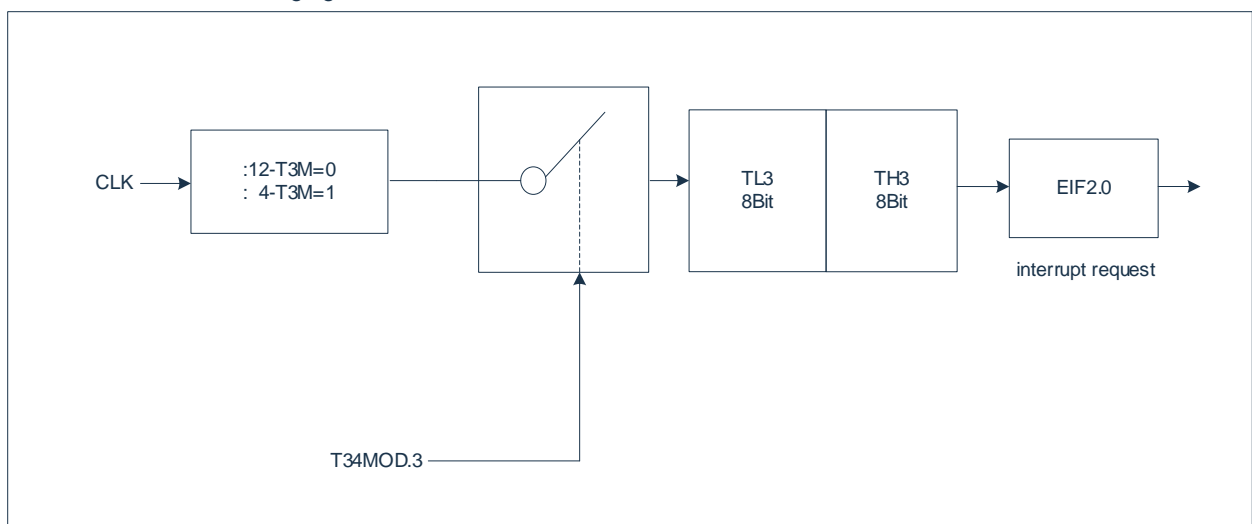 CLK
:12-T3M=0
: 4-T3M=1
TL3
8Bit
TH3
8Bit
EIF2.0
interrupt request
T34MOD.3